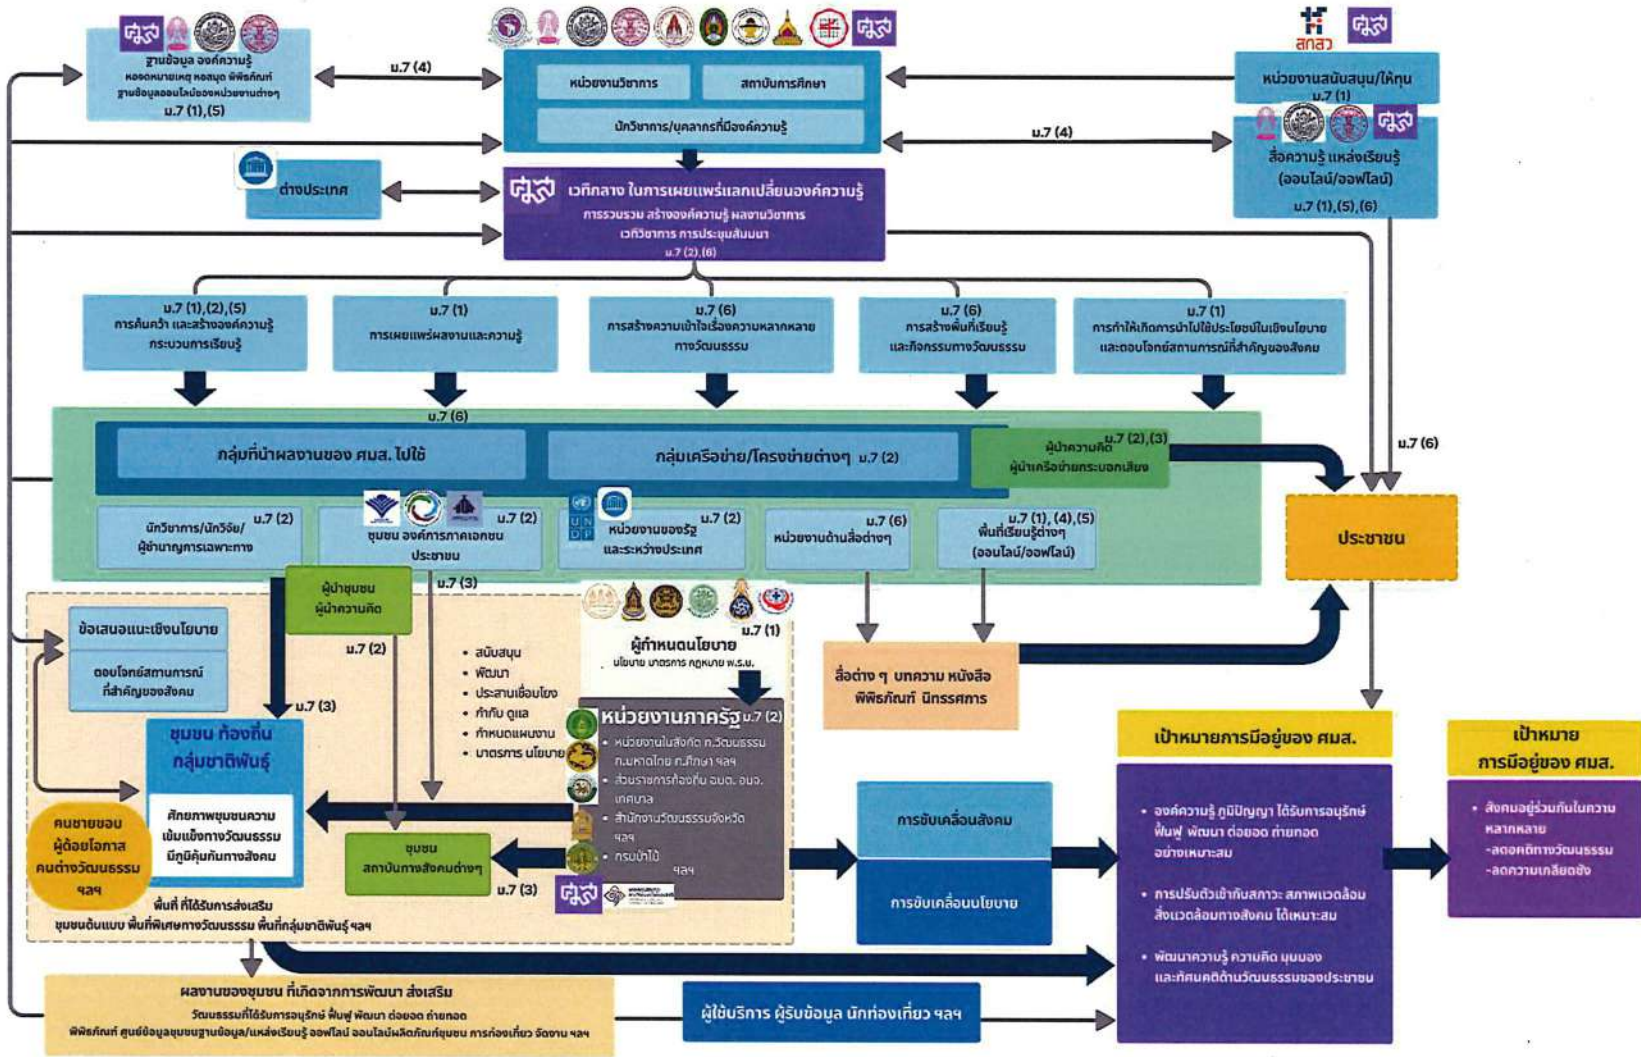 ฐานข้อมูล องค์ความรู้
หอจดหมายเหตุ หอสมุด พิพิธภัณฑ์
ฐานข้อมูลออนไลน์ของหน่วยงานต่างๆ
ม.7 (1),(5)
ม.7 (4)
หน่วยงานวิชาการ
สถาบันการศึกษา
นักวิชาการ/บุคลากรที่มีองค์ความรู้
สกสว
หน่วยงานสนับสนุน/ให้ทุน
ม.7 (1)
ม.7 (4)
สื่อความรู้ แหล่งเรียนรู้
(ออนไลน์/ออฟไลน์)
ม.7 (1),(5),(6)
ต่างประเทศ
เวทีกลาง ในการเผยแพร่แลกเปลี่ยนองค์ความรู้
การรวบรวม สร้างองค์ความรู้ ผลงานวิชาการ
เวทีวิชาการ การประชุมสัมมนา
ม.7 (2),(6)
ม.7 (1),(2),(5)
การค้นคว้า และสร้างองค์ความรู้
กระบวนการเรียนรู้
ม.7 (1)
การเผยแพร่ผลงานและความรู้
ม.7 (6)
การสร้างความเข้าใจเรื่องความหลากหลาย
ทางวัฒนธรรม
ม.7 (6)
การสร้างพื้นที่เรียนรู้
และกิจกรรมทางวัฒนธรรม
ม.7 (1)
การทำให้เกิดการนำไปใช้ประโยชน์ในเชิงนโยบาย
และตอบโจทย์สถานการณ์ที่สำคัญของสังคม
ม.7 (6)
กลุ่มที่นำผลงานของ ศมส. ไปใช้
กลุ่มเครือข่าย/โครงข่ายต่างๆ ม.7 (2)
ม.7 (2),(3)
ผู้นำความคิด
ผู้นำเครือข่ายกระบอกเสียง
ม.7 (6)
ม.7 (2)
นักวิชาการ/นักวิจัย/
ผู้ชำนาญการเฉพาะทาง
ม.7 (2)
ชุมชน องค์การภาคเอกชน
ประชาชน
UNDP
ม.7 (2)
หน่วยงานของรัฐ
และระหว่างประเทศ
ม.7 (6)
หน่วยงานด้านสื่อต่างๆ
ม.7 (1), (4),(5)
พื้นที่เรียนรู้ต่างๆ
(ออนไลน์/ออฟไลน์)
ประชาชน
ม.7 (3)
ผู้นำชุมชน
ผู้นำความคิด
ม.7 (2)
ข้อเสนอแนะเชิงนโยบาย
ตอบโจทย์สถานการณ์
ที่สำคัญของสังคม
ม.7 (3)
• สนับสนุน
• พัฒนา
• ประสานเชื่อมโยง
• กำกับ ดูแล
• กำหนดแผนงาน
• มาตรการ นโยบาย
ม.7 (1)
ผู้กำหนดนโยบาย
นโยบาย มาตรการ กฎหมาย พ.ร.บ.
หน่วยงานภาครัฐ ม.7 (2)
• หน่วยงานในสังกัด ก.วัฒนธรรม
ก.มหาดไทย ก.ศึกษา ฯลฯ
• ส่วนราชการท้องถิ่น อบต. อบจ.
เทศบาล
• สำนักงานวัฒนธรรมจังหวัด
ฯลฯ
• กรมป่าไม้
ฯลฯ
สื่อต่าง ๆ บทความ หนังสือ
พิพิธภัณฑ์ นิทรรศการ
ชุมชน ท้องถิ่น
กลุ่มชาติพันธุ์
ศักยภาพชุมชนความ
เข้มแข็งทางวัฒนธรรม
มีภูมิคุ้มกันทางสังคม
คนชายขอบ
ผู้ด้อยโอกาส
คนต่างวัฒนธรรม
ฯลฯ
ชุมชน
สถาบันทางสังคมต่างๆ
ม.7 (3)
พื้นที่ ที่ได้รับการส่งเสริม
ชุมชนต้นแบบ พื้นที่พิเศษทางวัฒนธรรม พื้นที่กลุ่มชาติพันธุ์ ฯลฯ
การขับเคลื่อนสังคม
การขับเคลื่อนนโยบาย
เป้าหมายการมีอยู่ของ ศมส.
• องค์ความรู้ ภูมิปัญญา ได้รับการอนุรักษ์
ฟื้นฟู พัฒนา ต่อยอด ถ่ายทอด
อย่างเหมาะสม
• การปรับตัวเข้ากับสภาวะ สภาพแวดล้อม
สิ่งแวดล้อมทางสังคม ได้เหมาะสม
• พัฒนาความรู้ ความคิด มุมมอง
และทัศนคติด้านวัฒนธรรมของประชาชน
เป้าหมาย
การมีอยู่ของ ศมส.
• สังคมอยู่ร่วมกันในความ
หลากหลาย
-ลดอคติทางวัฒนธรรม
-ลดความเกลียดชัง
ผลงานของชุมชน ที่เกิดจากการพัฒนา ส่งเสริม
วัฒนธรรมที่ได้รับการอนุรักษ์ ฟื้นฟู พัฒนา ต่อยอด ถ่ายทอด
พิพิธภัณฑ์ ศูนย์ข้อมูลชุมชนฐานข้อมูล/แหล่งเรียนรู้ ออฟไลน์ ออนไลน์ผลิตภัณฑ์ชุมชน การท่องเที่ยว จัดงาน ฯลฯ
ผู้ใช้บริการ ผู้รับข้อมูล นักท่องเที่ยว ฯลฯ